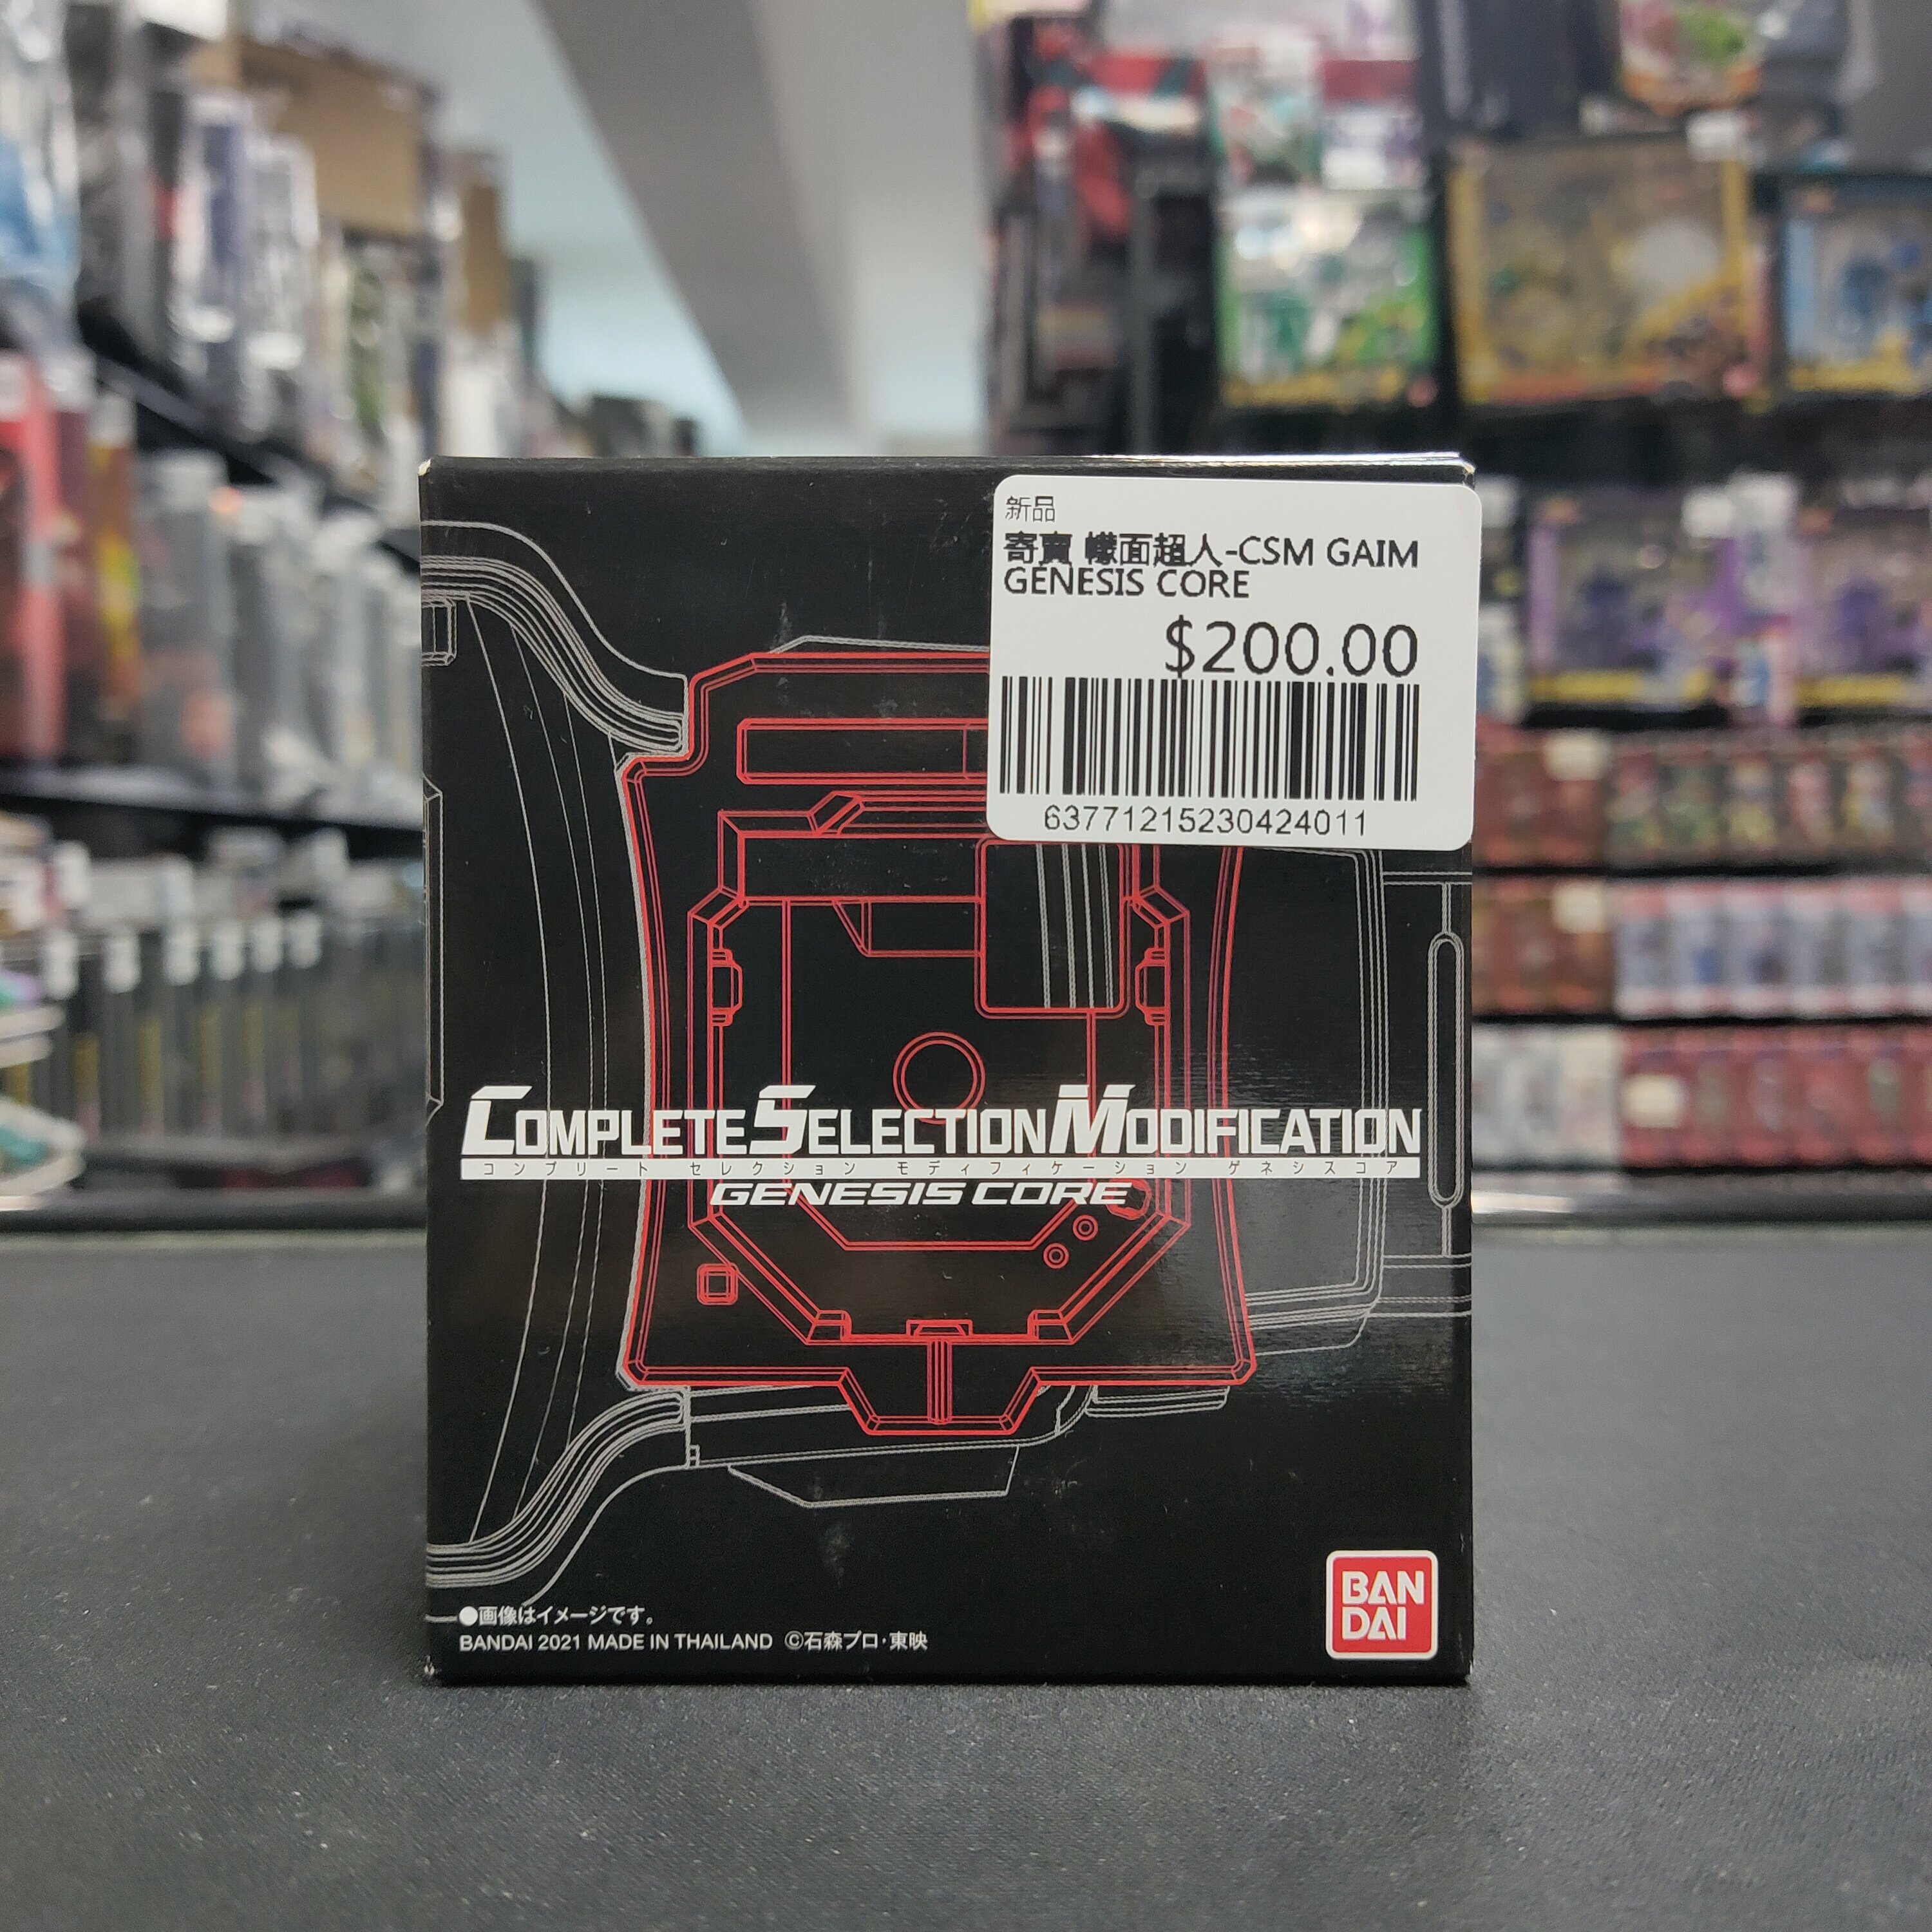 新品
寄賣 幪面超人-CSM GAIM
GENESIS CORE
$200.00
63771215230424011
COMPLETE SELECTION MODIFICATION
コンプリート セレクション モディフィケーション ゲネシスコア
GENESIS CORE
●画像はイメージです。
BANDAI 2021 MADE IN THAILAND ©石森プロ・東映
BAN
DAI